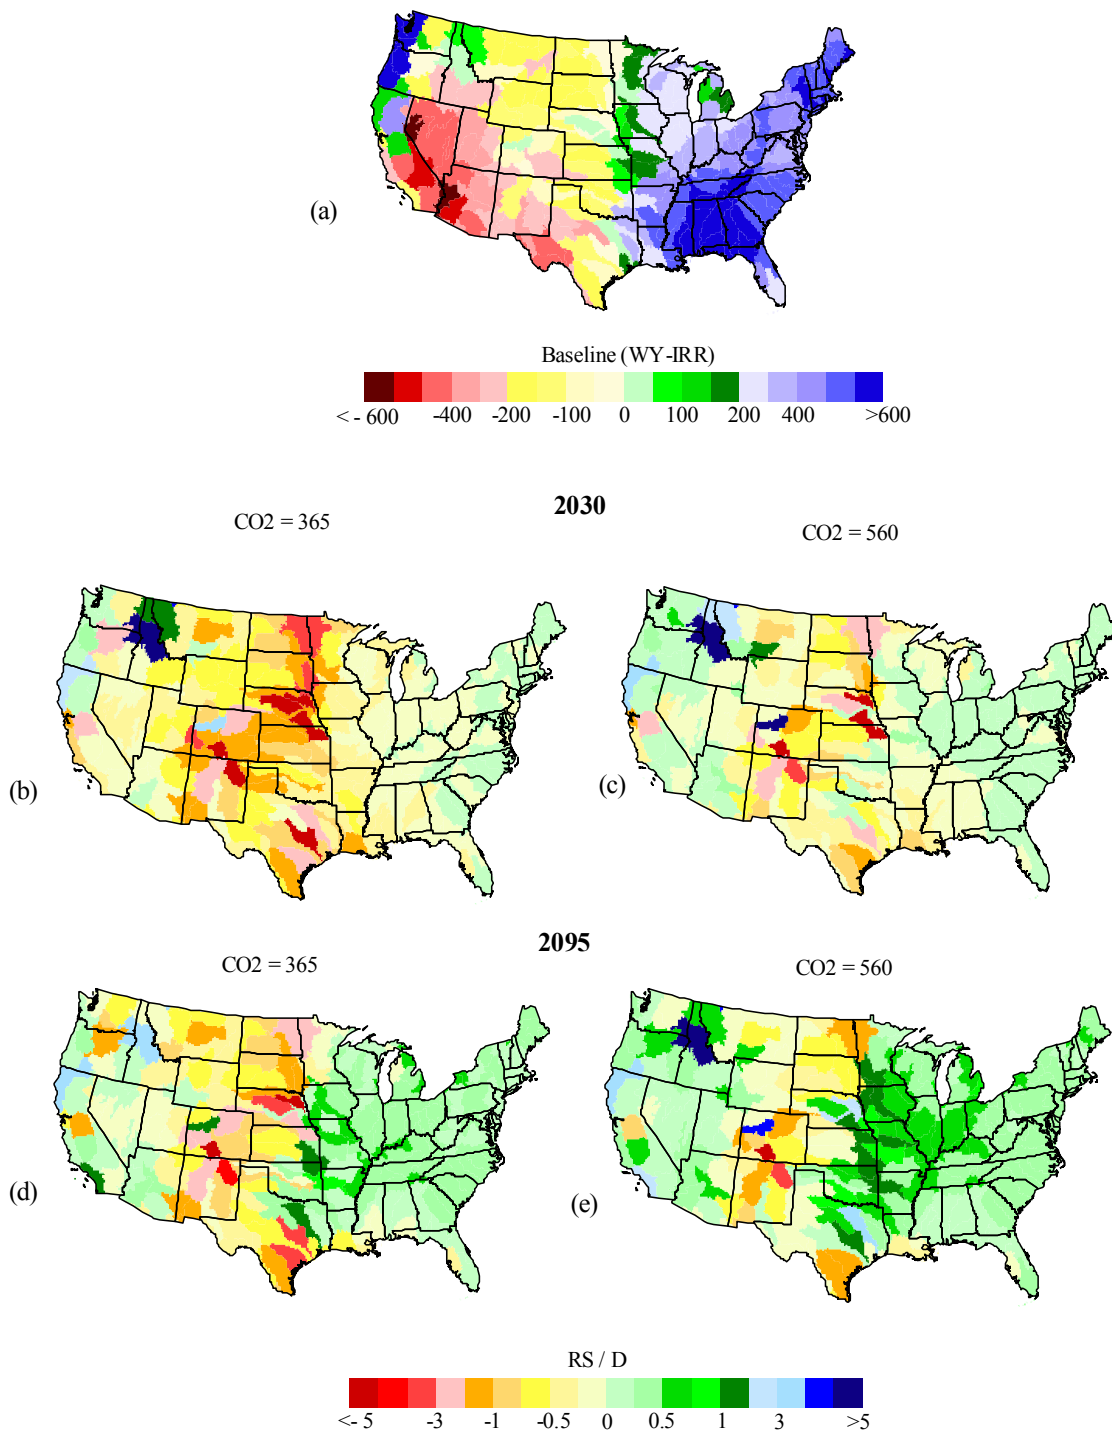 (a)
Baseline (WY-IRR)
< - 600 -400 -200 -100 0 100 200 400 >600
2030
CO2 = 365 CO2 = 560
(b) (c)
2095
CO2 = 365 CO2 = 560
(d) (e)
RS / D
<- 5 -3 -1 -0.5 0 0.5 1 3 >5